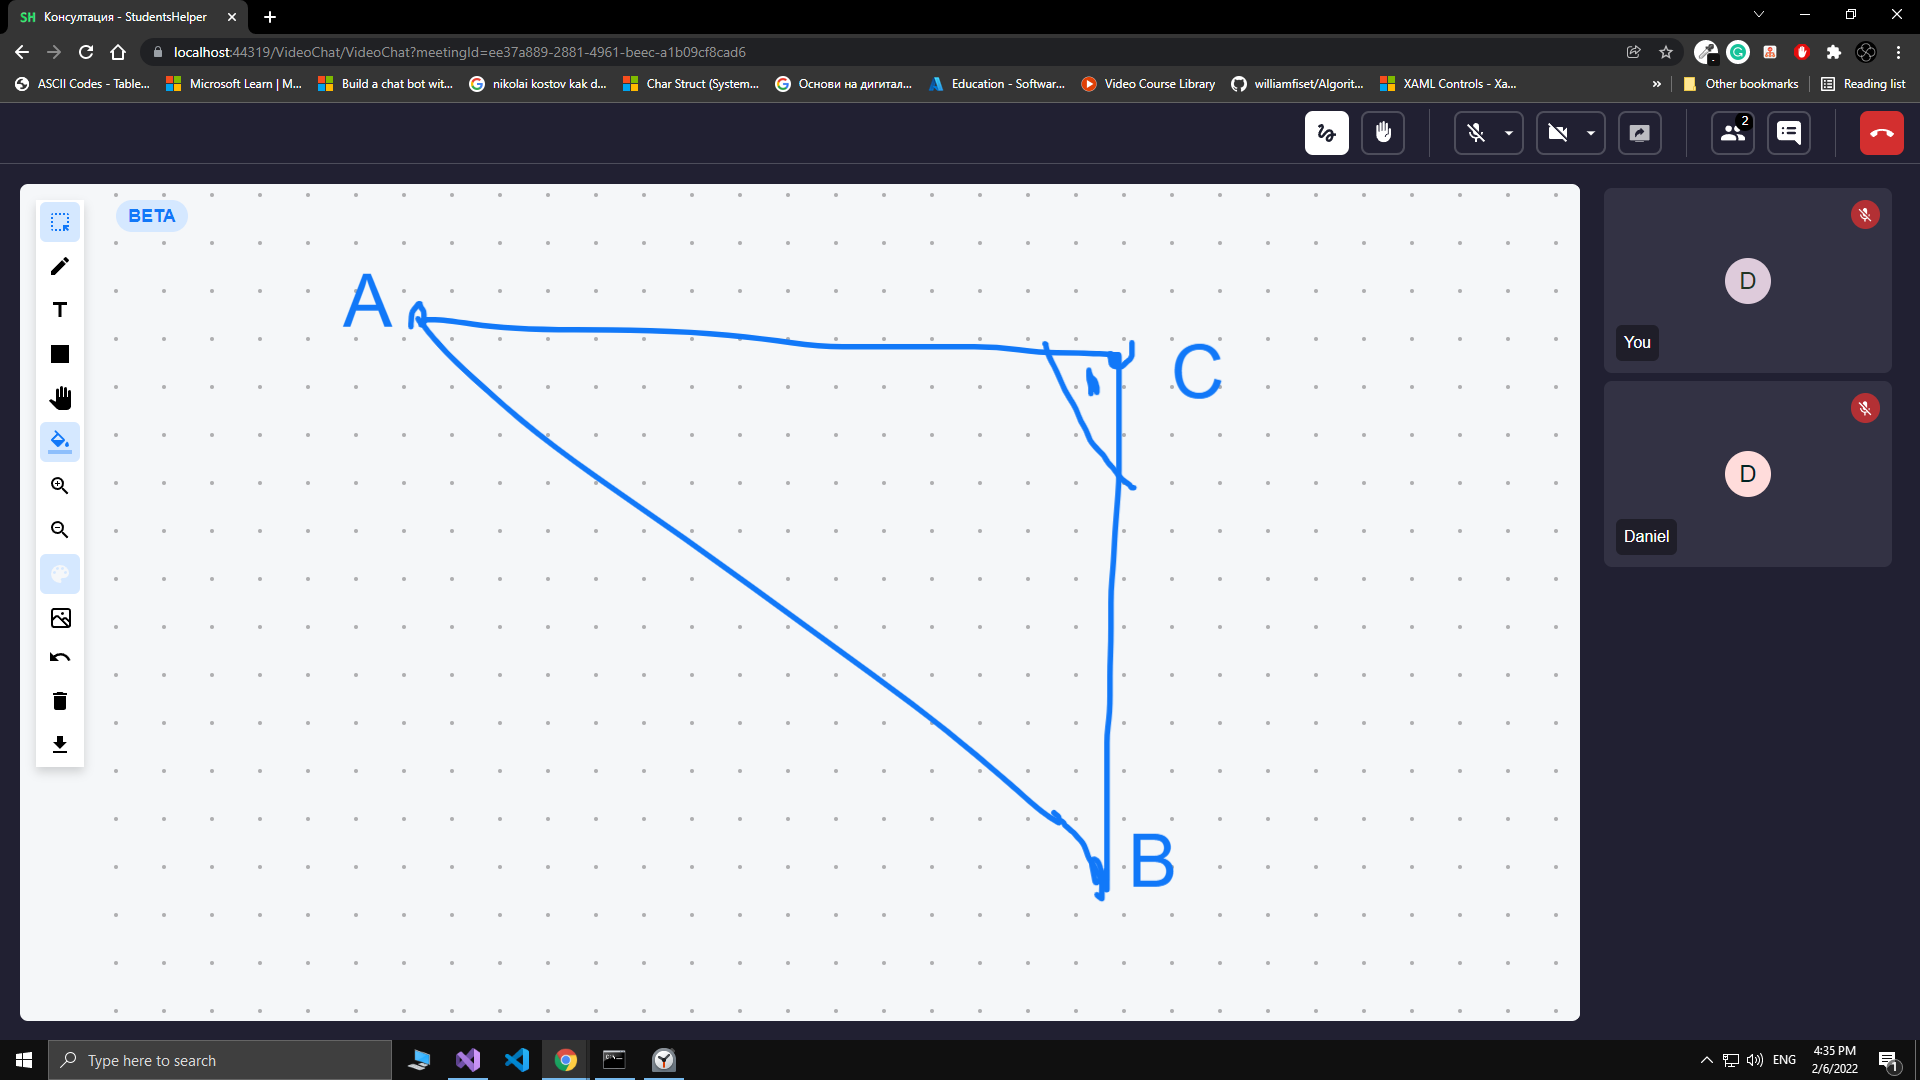 SH Консултация - StudentsHelper
localhost:44319/VideoChat/VideoChat?meetingId=ee37a889-2881-4961-beec-a1b09cf8cad6
ASCII Codes - Table... Microsoft Learn | M... Build a chat bot wit... nikolai kostov kak d... Char Struct (System... Основи на дигитал... Education - Softwar... Video Course Library williamfiset/Algorit... XAML Controls - Xa... » Other bookmarks Reading list
2
BETA
T
A
C
B
D
You
D
Daniel
Type here to search
ENG
4:35 PM
2/6/2022
1